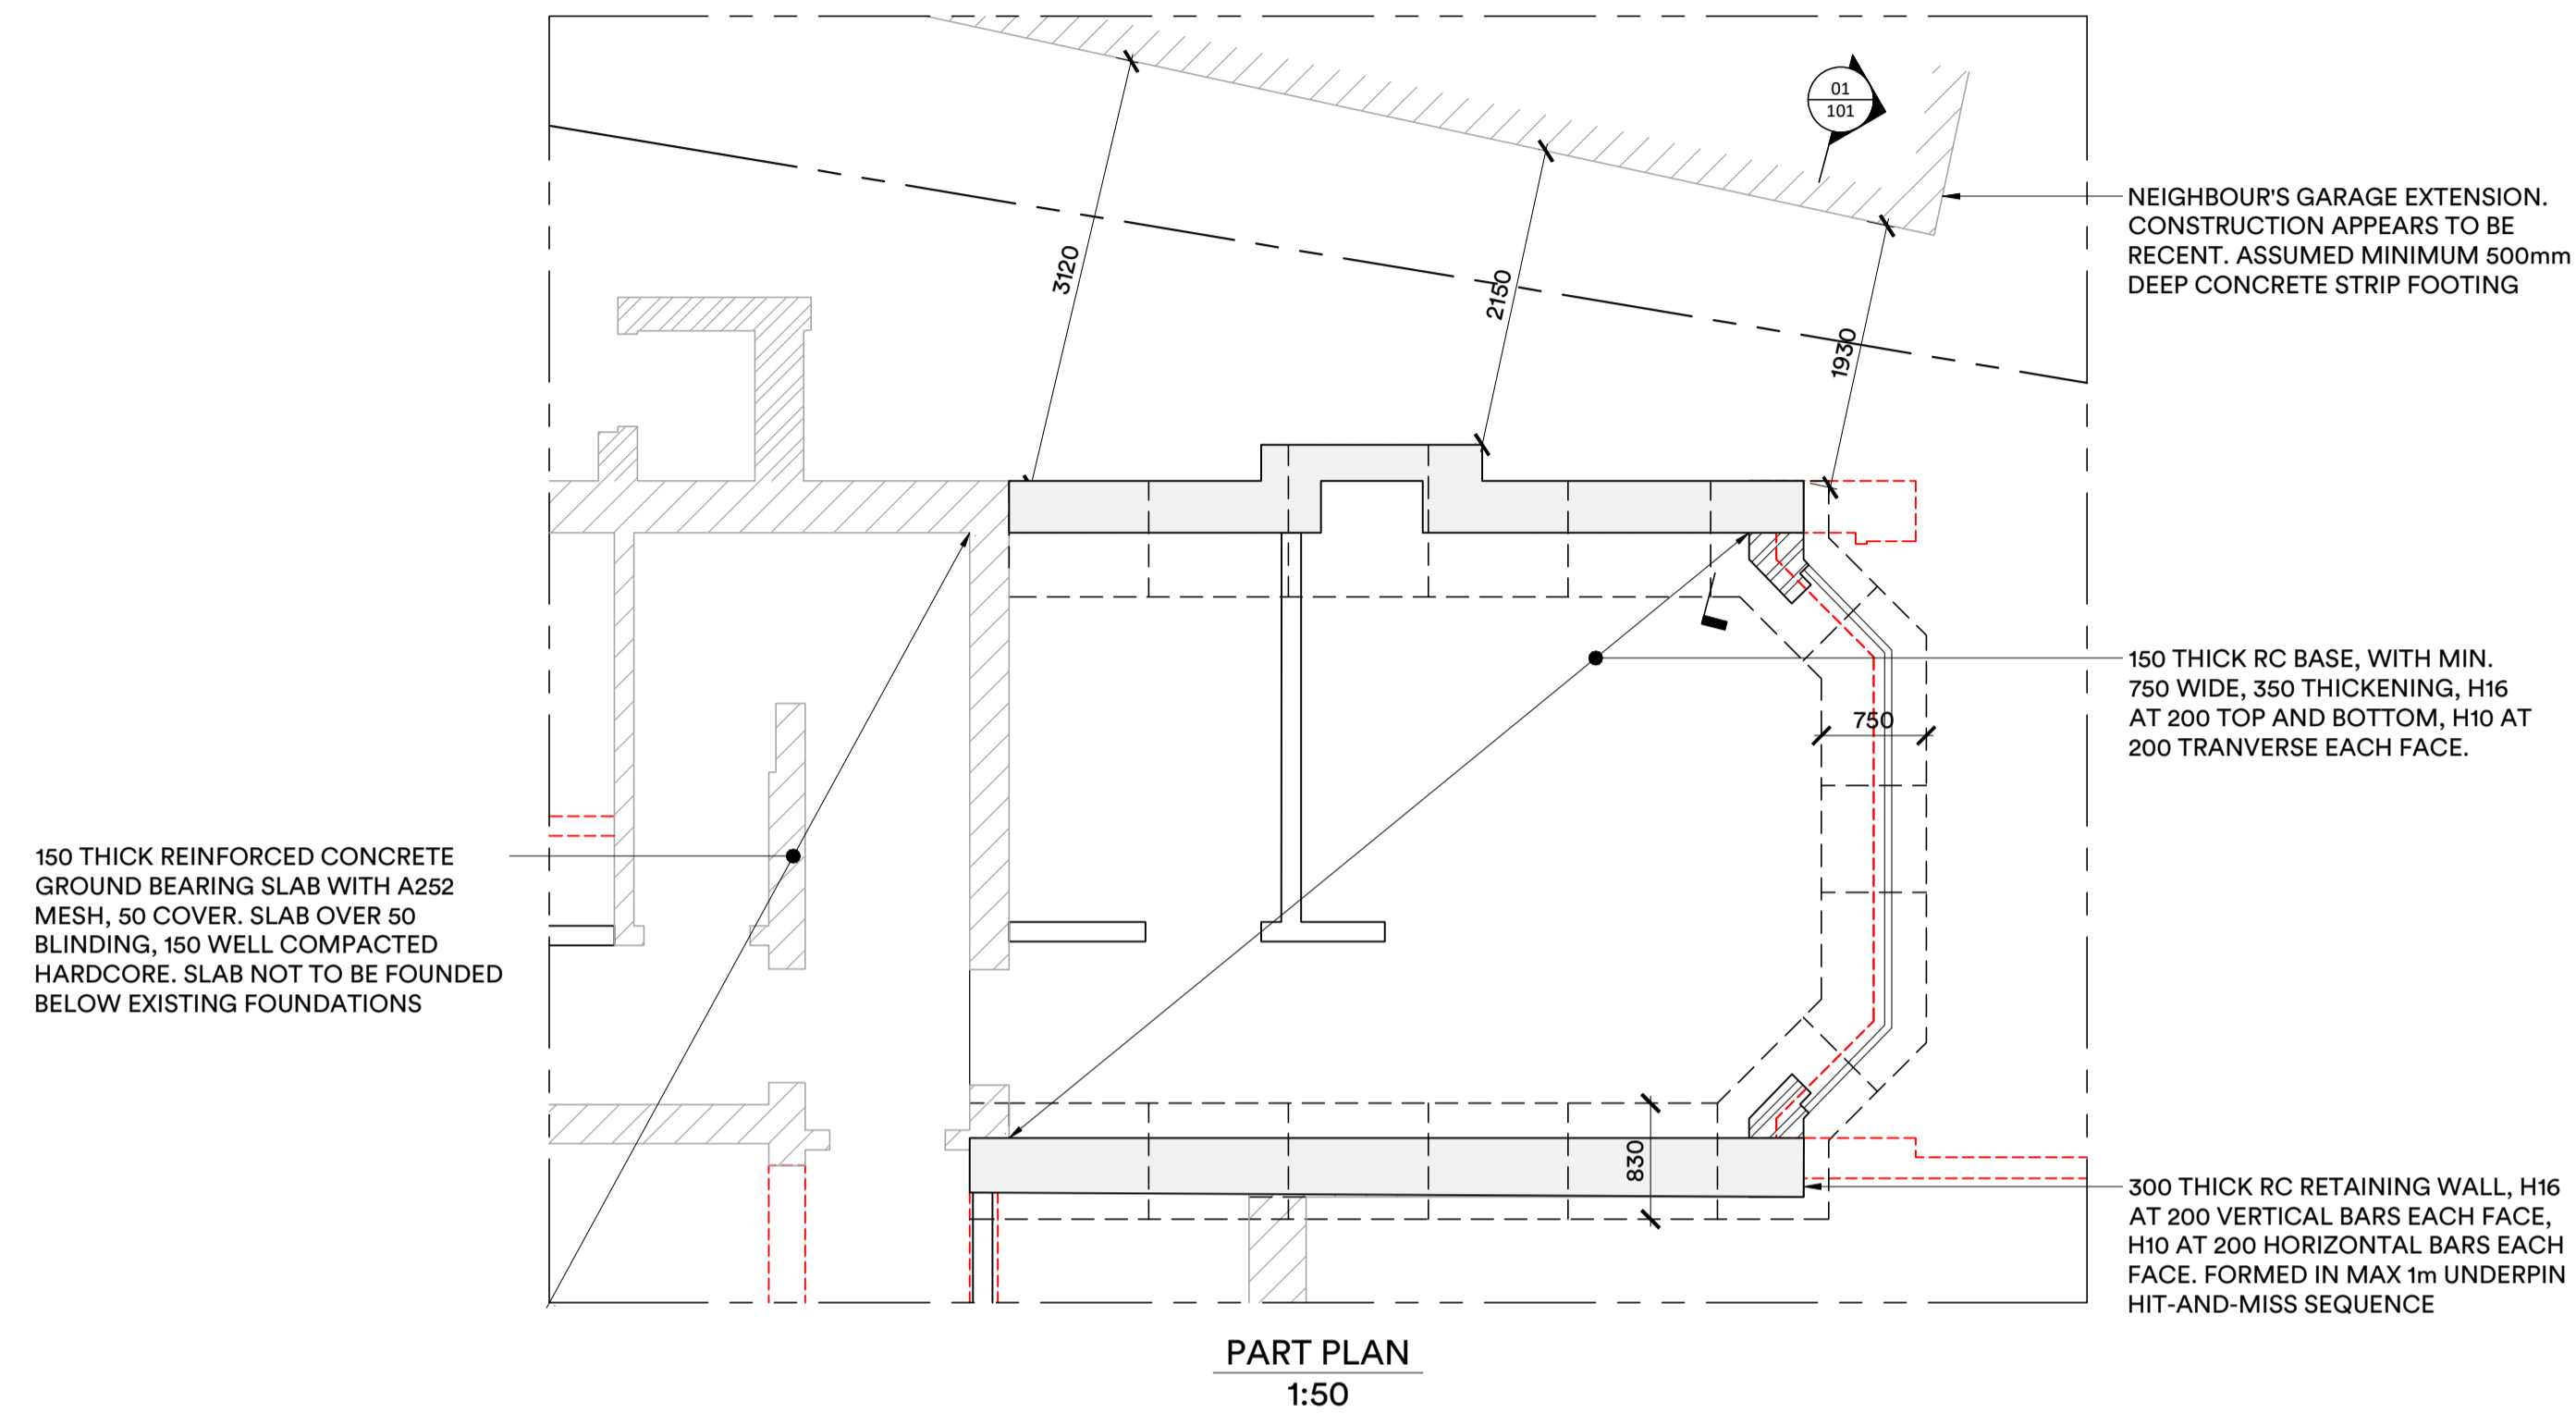 01
101
NEIGHBOUR'S GARAGE EXTENSION.
CONSTRUCTION APPEARS TO BE
RECENT. ASSUMED MINIMUM 500mm
DEEP CONCRETE STRIP FOOTING
3120
2150
1930
150 THICK RC BASE, WITH MIN.
750 WIDE, 350 THICKENING, H16
AT 200 TOP AND BOTTOM, H10 AT
200 TRANVERSE EACH FACE.
750
150 THICK REINFORCED CONCRETE
GROUND BEARING SLAB WITH A252
MESH, 50 COVER. SLAB OVER 50
BLINDING, 150 WELL COMPACTED
HARDCORE. SLAB NOT TO BE FOUNDED
BELOW EXISTING FOUNDATIONS
830
300 THICK RC RETAINING WALL, H16
AT 200 VERTICAL BARS EACH FACE,
H10 AT 200 HORIZONTAL BARS EACH
FACE. FORMED IN MAX 1m UNDERPIN
HIT-AND-MISS SEQUENCE
PART PLAN
1:50